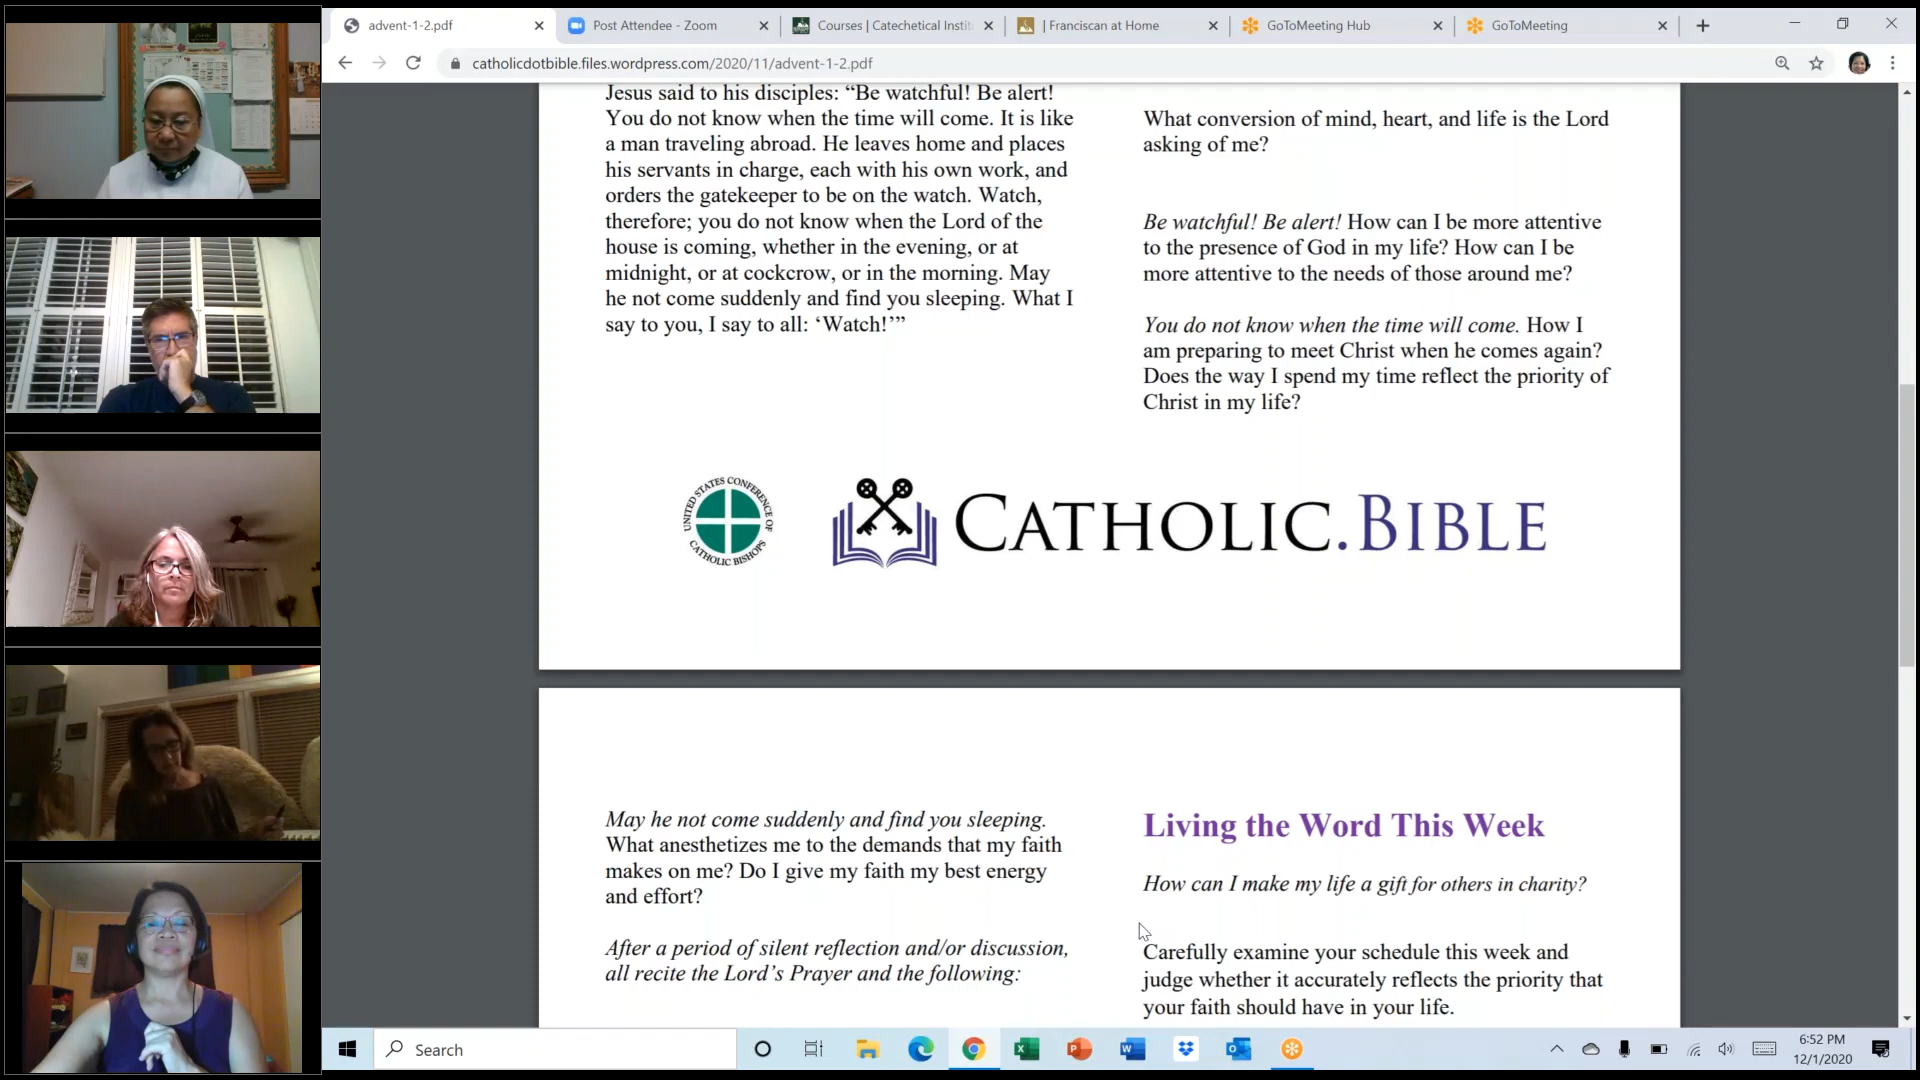 advent-1-2.pdf
Post Attendee - Zoom
Courses | Catechetical Instit
| Franciscan at Home
GoToMeeting Hub
GoToMeeting
catholicdotbible.files.wordpress.com/2020/11/advent-1-2.pdf
Jesus said to his disciples: “Be watchful! Be alert!
You do not know when the time will come. It is like
a man traveling abroad. He leaves home and places
his servants in charge, each with his own work, and
orders the gatekeeper to be on the watch. Watch,
therefore; you do not know when the Lord of the
house is coming, whether in the evening, or at
midnight, or at cockcrow, or in the morning. May
he not come suddenly and find you sleeping. What I
say to you, I say to all: ‘Watch!’”
What conversion of mind, heart, and life is the Lord
asking of me?
Be watchful! Be alert! How can I be more attentive
to the presence of God in my life? How can I be
more attentive to the needs of those around me?
You do not know when the time will come. How I
am preparing to meet Christ when he comes again?
Does the way I spend my time reflect the priority of
Christ in my life?
UNITED STATES CONFERENCE OF
CATHOLIC BISHOPS
CATHOLIC.BIBLE
May he not come suddenly and find you sleeping.
What anesthetizes me to the demands that my faith
makes on me? Do I give my faith my best energy
and effort?
After a period of silent reflection and/or discussion,
all recite the Lord’s Prayer and the following:
Living the Word This Week
How can I make my life a gift for others in charity?
Carefully examine your schedule this week and
judge whether it accurately reflects the priority that
your faith should have in your life.
Search
6:52 PM
12/1/2020